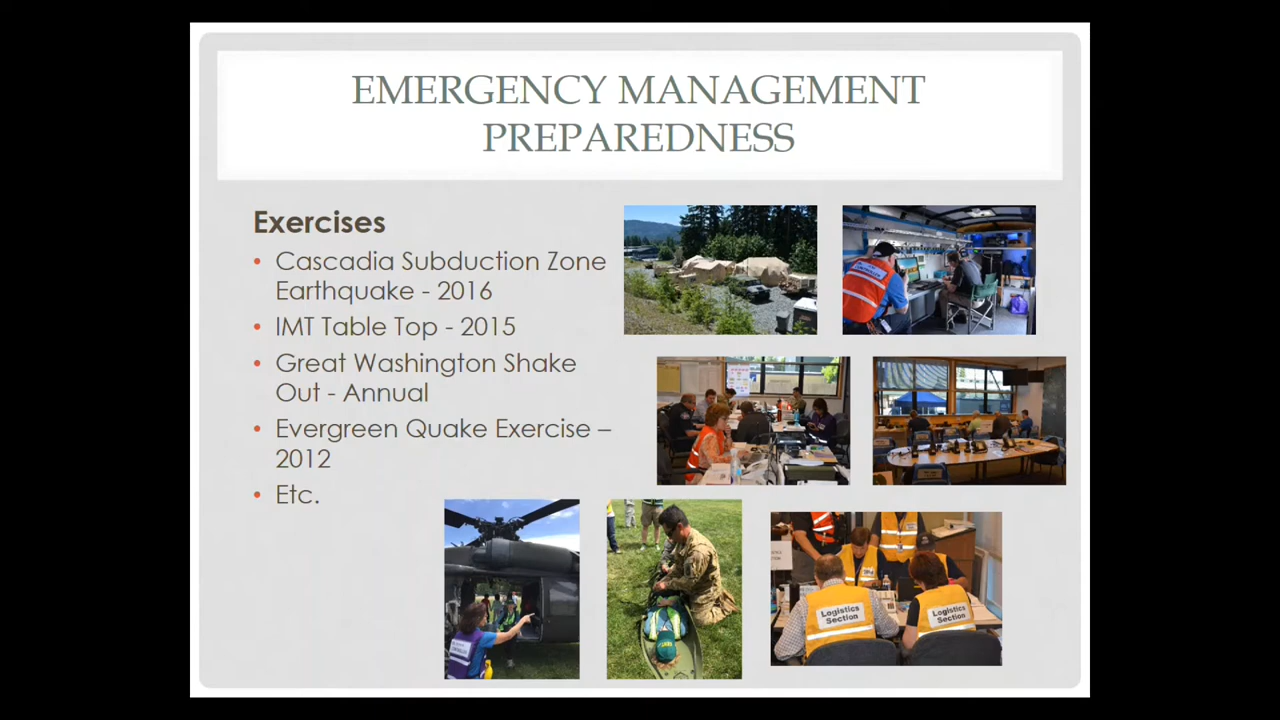 EMERGENCY MANAGEMENT
PREPAREDNESS
Exercises
• Cascadia Subduction Zone
Earthquake - 2016
• IMT Table Top - 2015
• Great Washington Shake
Out - Annual
• Evergreen Quake Exercise –
2012
• Etc.
Logistics
Section
Logistics
Section